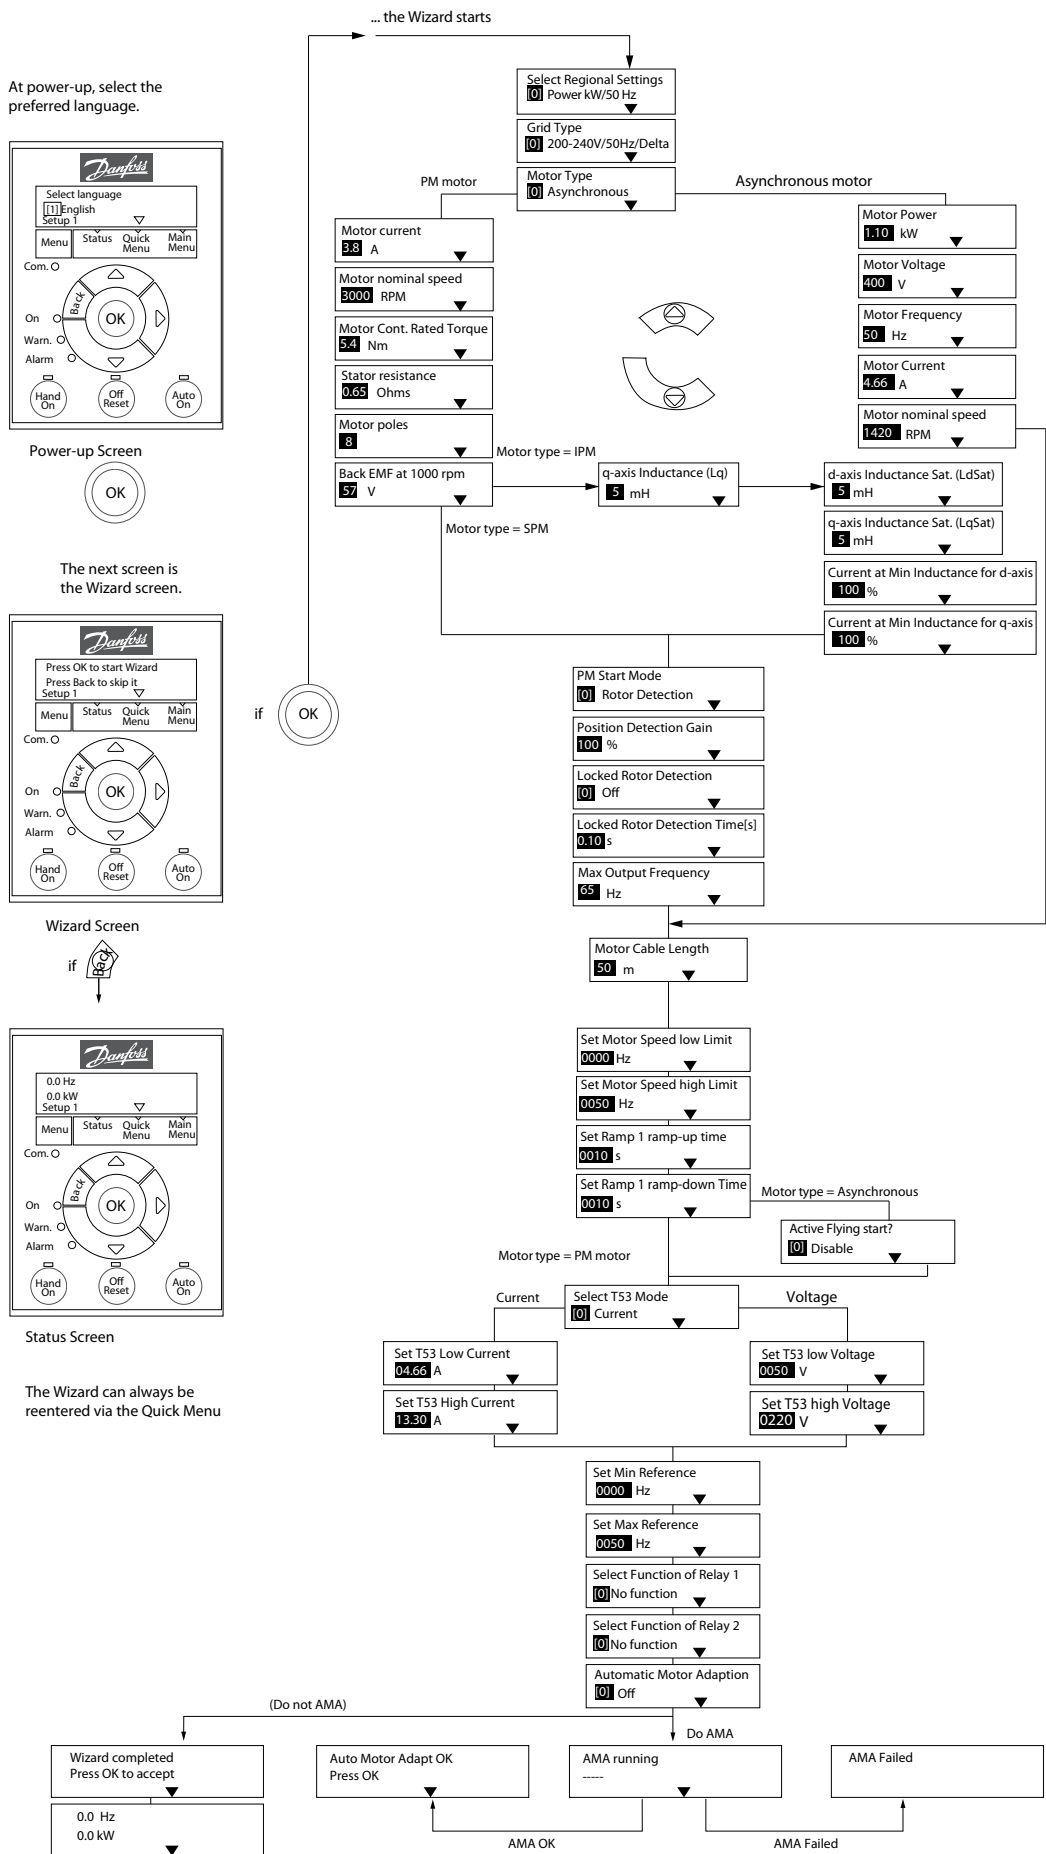 ... the Wizard starts
At power-up, select the
preferred language.
Danfoss
Select language
[1] English
Setup 1
Menu
Status
Quick
Menu
Main
Menu
Com.
Back
OK
On
Warn.
Alarm
Hand
On
Off
Reset
Auto
On
Power-up Screen
OK
The next screen is
the Wizard screen.
Danfoss
Press OK to start Wizard
Press Back to skip it
Setup 1
Menu
Status
Quick
Menu
Main
Menu
Com.
Back
OK
On
Warn.
Alarm
Hand
On
Off
Reset
Auto
On
Wizard Screen
if
Back
Danfoss
0.0 Hz
0.0 kW
Setup 1
Menu
Status
Quick
Menu
Main
Menu
Com.
Back
OK
On
Warn.
Alarm
Hand
On
Off
Reset
Auto
On
Status Screen
The Wizard can always be
reentered via the Quick Menu
if
OK
Select Regional Settings
[0] Power kW/50 Hz
Grid Type
[0] 200-240V/50Hz/Delta
Motor Type
[0] Asynchronous
PM motor
Asynchronous motor
Motor current
3.8 A
Motor nominal speed
3000 RPM
Motor Cont. Rated Torque
5.4 Nm
Stator resistance
0.65 Ohms
Motor poles
8
Back EMF at 1000 rpm
57 V
Motor Power
1.10 kW
Motor Voltage
400 V
Motor Frequency
50 Hz
Motor Current
4.66 A
Motor nominal speed
1420 RPM
Motor type = IPM
q-axis Inductance (Lq)
5 mH
d-axis Inductance Sat. (LdSat)
5 mH
q-axis Inductance Sat. (LqSat)
5 mH
Current at Min Inductance for d-axis
100 %
Current at Min Inductance for q-axis
100 %
Motor type = SPM
PM Start Mode
[0] Rotor Detection
Position Detection Gain
100 %
Locked Rotor Detection
[0] Off
Locked Rotor Detection Time[s]
0.10 s
Max Output Frequency
65 Hz
Motor Cable Length
50 m
Set Motor Speed low Limit
0000 Hz
Set Motor Speed high Limit
0050 Hz
Set Ramp 1 ramp-up time
0010 s
Set Ramp 1 ramp-down Time
0010 s
Motor type = Asynchronous
Active Flying start?
[0] Disable
Motor type = PM motor
Select T53 Mode
[0] Current
Current
Voltage
Set T53 Low Current
04.66 A
Set T53 High Current
13.30 A
Set T53 low Voltage
0050 V
Set T53 high Voltage
0220 V
Set Min Reference
0000 Hz
Set Max Reference
0050 Hz
Select Function of Relay 1
[0] No function
Select Function of Relay 2
[0] No function
Automatic Motor Adaption
[0] Off
(Do not AMA)
Do AMA
Wizard completed
Press OK to accept
0.0 Hz
0.0 kW
Auto Motor Adapt OK
Press OK
AMA running
-----
AMA Failed
AMA OK
AMA Failed